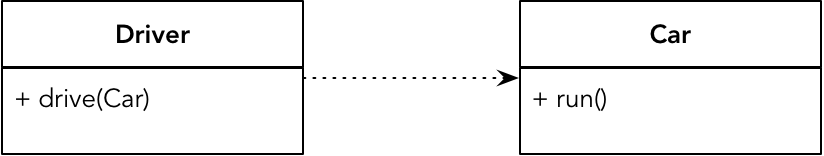 Driver
+ drive(Car)
Car
+ run()